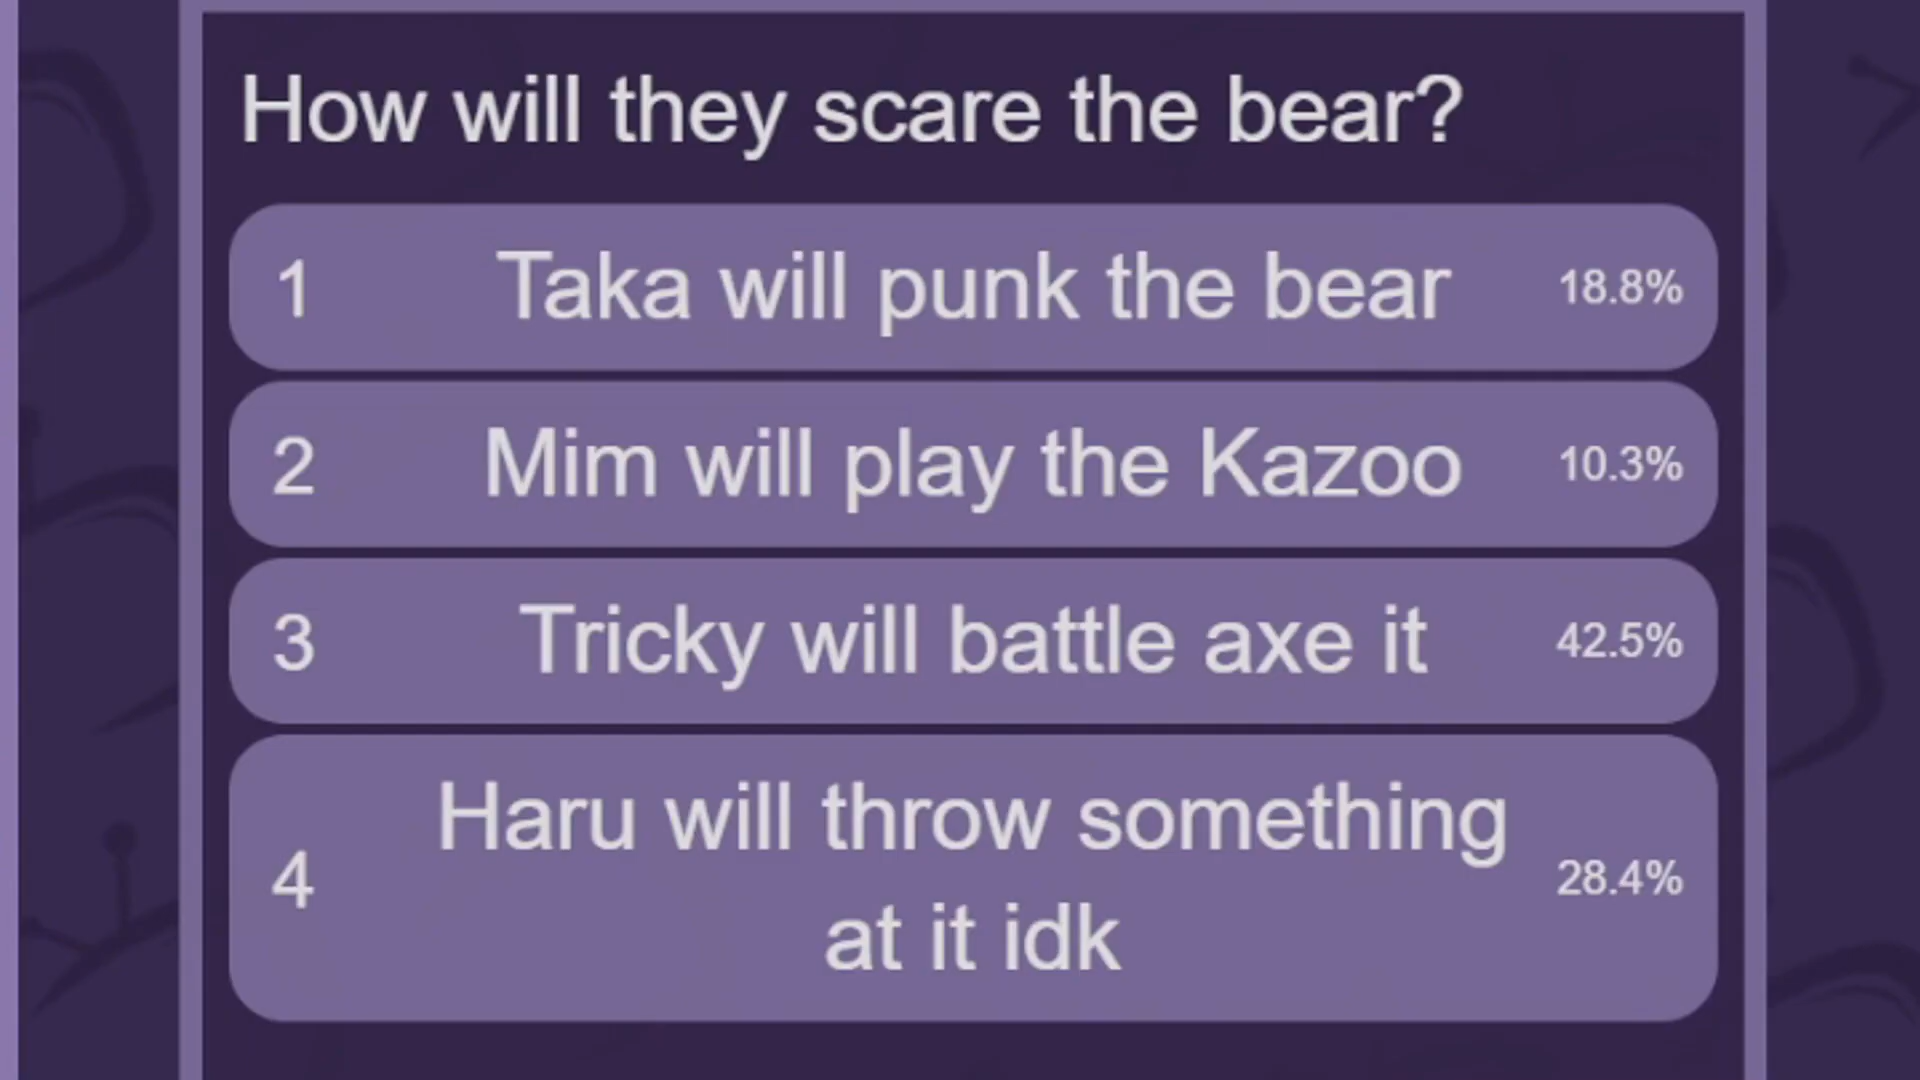 How will they scare the bear?
1 Taka will punk the bear 18.8%
2 Mim will play the Kazoo 10.3%
3 Tricky will battle axe it 42.5%
4 Haru will throw something
at it idk 28.4%